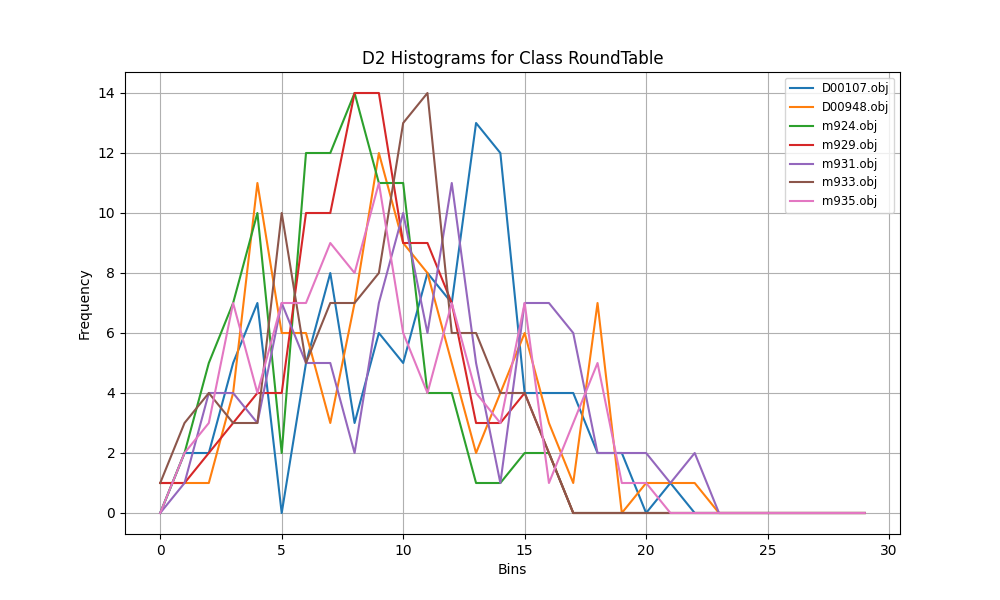 D2 Histograms for Class RoundTable
D00107.obj
D00948.obj
m924.obj
m929.obj
m931.obj
m933.obj
m935.obj
14
12
10
8
6
4
2
0
Frequency
0 5 10 15 20 25 30
Bins